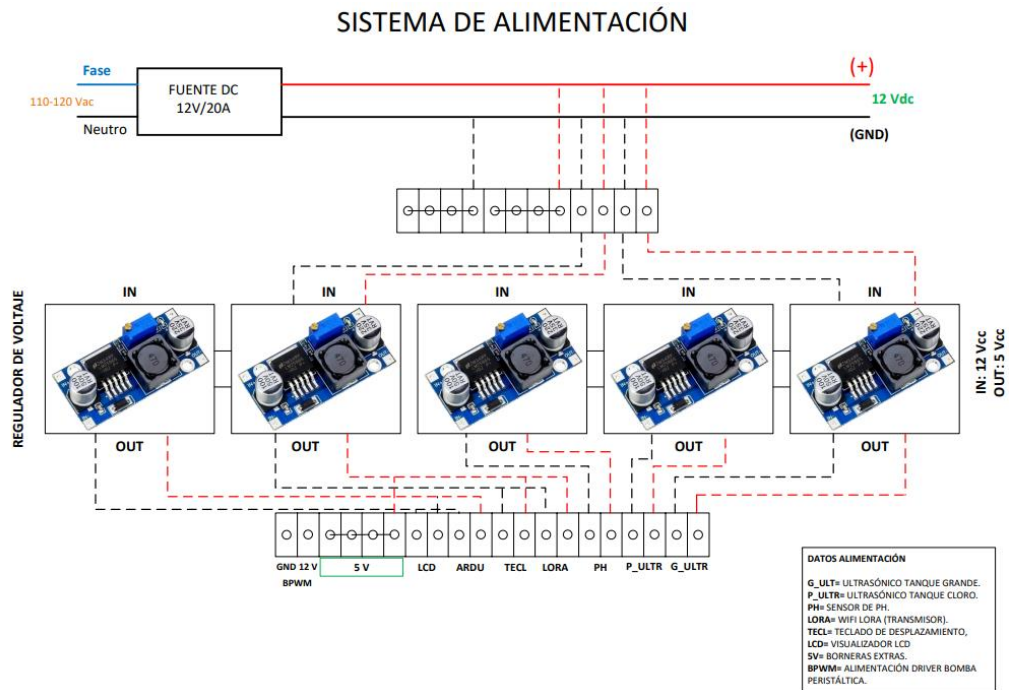 SISTEMA DE ALIMENTACIÓN
Fase
(+)
FUENTE DC
12V/20A
110-120 Vac
12 Vdc
Neutro
(GND)
REGULADOR DE VOLTAJE
IN
IN
IN
IN
IN
IN: 12 Vcc
OUT: 5 Vcc
OUT
OUT
OUT
OUT
OUT
GND 12 V
5 V
LCD
ARDU
TECL
LORA
PH
P_ULTR
G_ULTR
BPWM
DATOS ALIMENTACIÓN
G_ULT= ULTRASÓNICO TANQUE GRANDE.
P_ULTR= ULTRASÓNICO TANQUE CLORO.
PH= SENSOR DE PH.
LORA= WIFI LORA (TRANSMISOR).
TECL= TECLADO DE DESPLAZAMIENTO,
LCD= VISUALIZADOR LCD
5V= BORNERAS EXTRAS.
BPWM= ALIMENTACIÓN DRIVER BOMBA
PERISTÁLTICA.